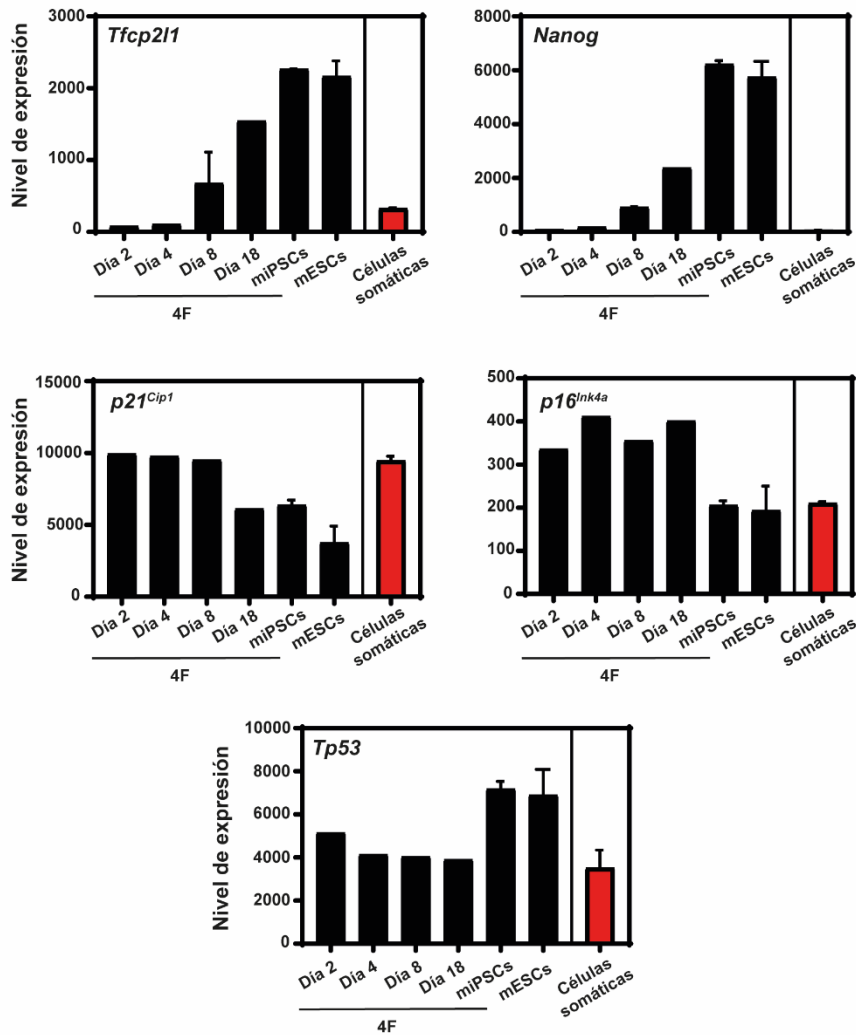 Tfcp2l1
Nivel de expresión
3000
2000
1000
0
Día 2
Día 4
Día 8
Día 18
miPSCs
mESCs
Células somáticas
4F
Nanog
8000
6000
4000
2000
0
Día 2
Día 4
Día 8
Día 18
miPSCs
mESCs
Células somáticas
4F
p21Cip1
Nivel de expresión
15000
10000
5000
0
Día 2
Día 4
Día 8
Día 18
miPSCs
mESCs
Células
somáticas
4F
p16Ink4a
500
400
300
200
100
0
Día 2
Día 4
Día 8
Día 18
miPSCs
mESCs
Células
somáticas
4F
Tp53
Nivel de expresión
10000
8000
6000
4000
2000
0
Día 2
Día 4
Día 8
Día 18
miPSCs
mESCs
Células
somáticas
4F